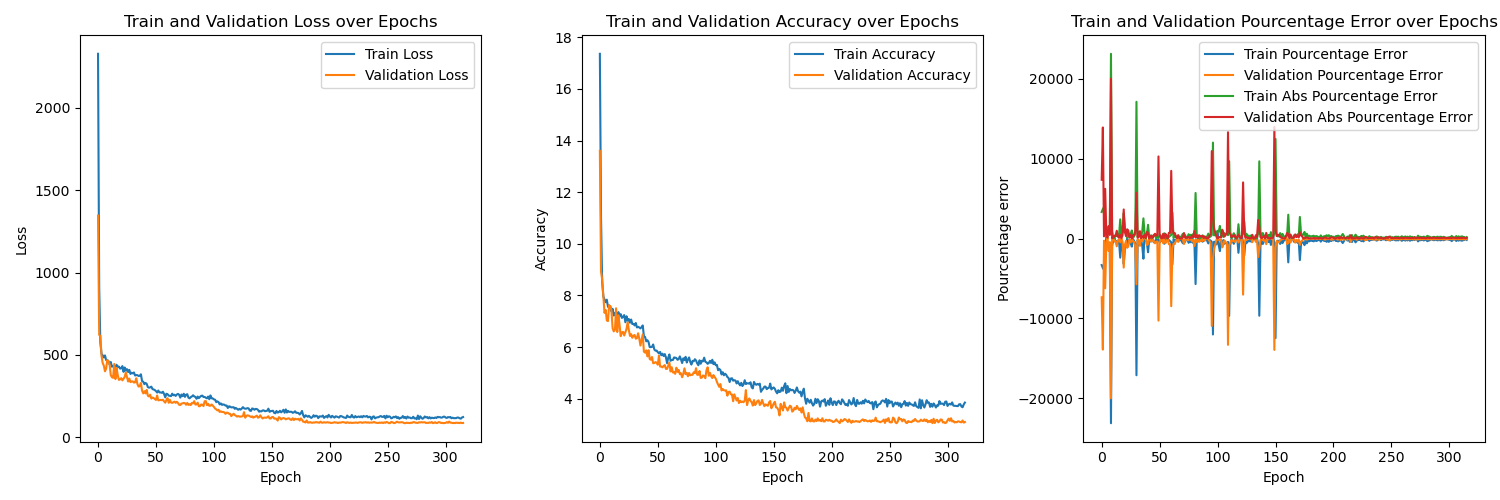 Train and Validation Loss over Epochs
Train Loss
Validation Loss
2000
1500
1000
500
0
Loss
0 50 100 150 200 250 300
Epoch
Train and Validation Accuracy over Epochs
Train Accuracy
Validation Accuracy
18
16
14
12
10
8
6
4
Accuracy
0 50 100 150 200 250 300
Epoch
Train and Validation Pourcentage Error over Epochs
Train Pourcentage Error
Validation Pourcentage Error
Train Abs Pourcentage Error
Validation Abs Pourcentage Error
20000
10000
0
−10000
−20000
Pourcentage error
0 50 100 150 200 250 300
Epoch